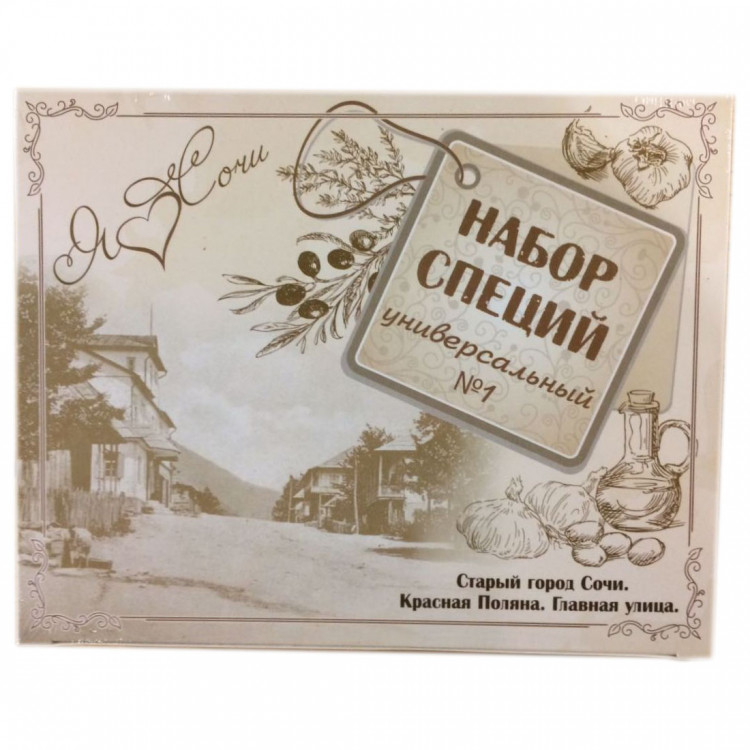 Я Сочи
НАБОР
СПЕЦИЙ
универсальный
№1
Старый город Сочи.
Красная Поляна. Главная улица.